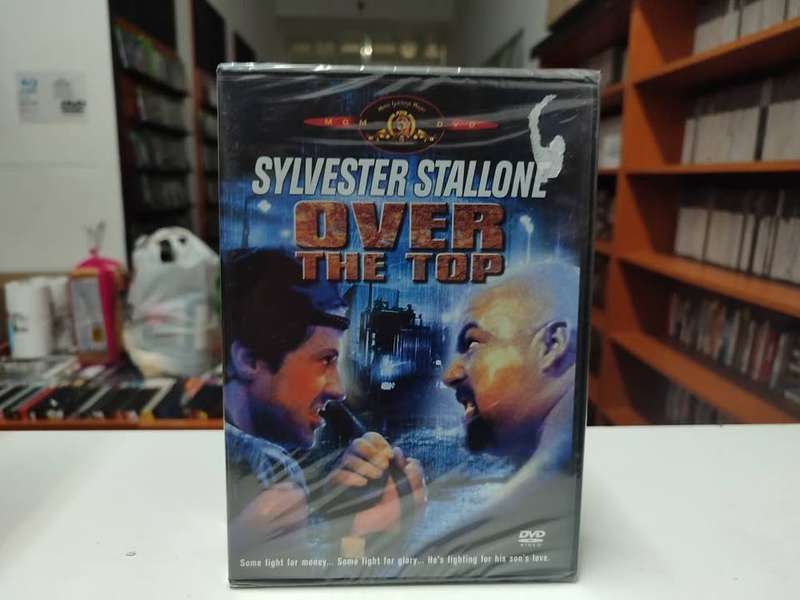 MGM DVD
SYLVESTER STALLONE
OVER
THE TOP
DVD
VIDEO
Some fight for money... Some fight for glory... He's fighting for his son's love.